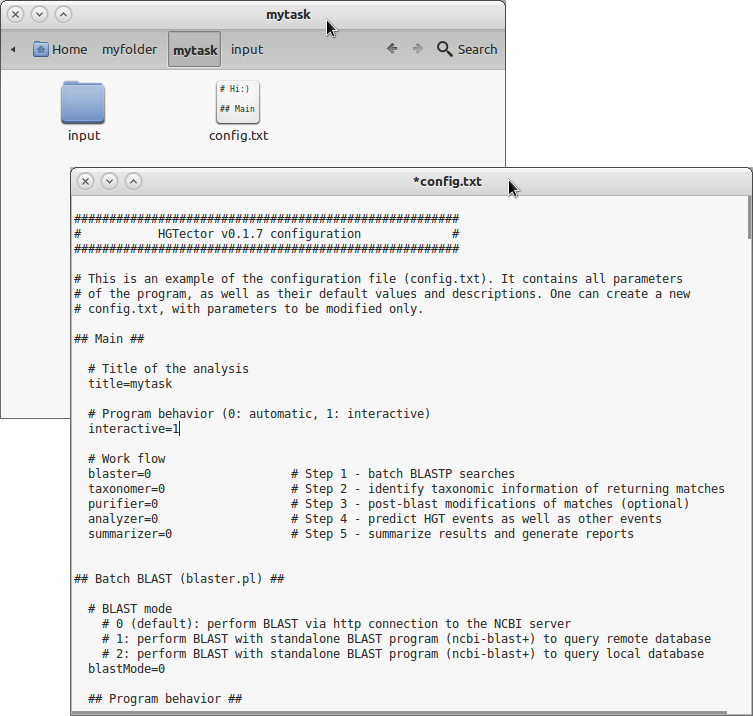 mytask
Home myfolder mytask input Search
# Hi:)
## Main
input config.txt
*config.txt
#######################################################
# HGTector v0.1.7 configuration #
#######################################################
# This is an example of the configuration file (config.txt). It contains all parameters
# of the program, as well as their default values and descriptions. One can create a new
# config.txt, with parameters to be modified only.
## Main ##
# Title of the analysis
title=mytask
# Program behavior (0: automatic, 1: interactive)
interactive=1
# Work flow
blaster=0 # Step 1 - batch BLASTP searches
taxonomer=0 # Step 2 - identify taxonomic information of returning matches
purifier=0 # Step 3 - post-blast modifications of matches (optional)
analyzer=0 # Step 4 - predict HGT events as well as other events
summarizer=0 # Step 5 - summarize results and generate reports
## Batch BLAST (blaster.pl) ##
# BLAST mode
# 0 (default): perform BLAST via http connection to the NCBI server
# 1: perform BLAST with standalone BLAST program (ncbi-blast+) to query remote database
# 2: perform BLAST with standalone BLAST program (ncbi-blast+) to query local database
blastMode=0
## Program behavior ##